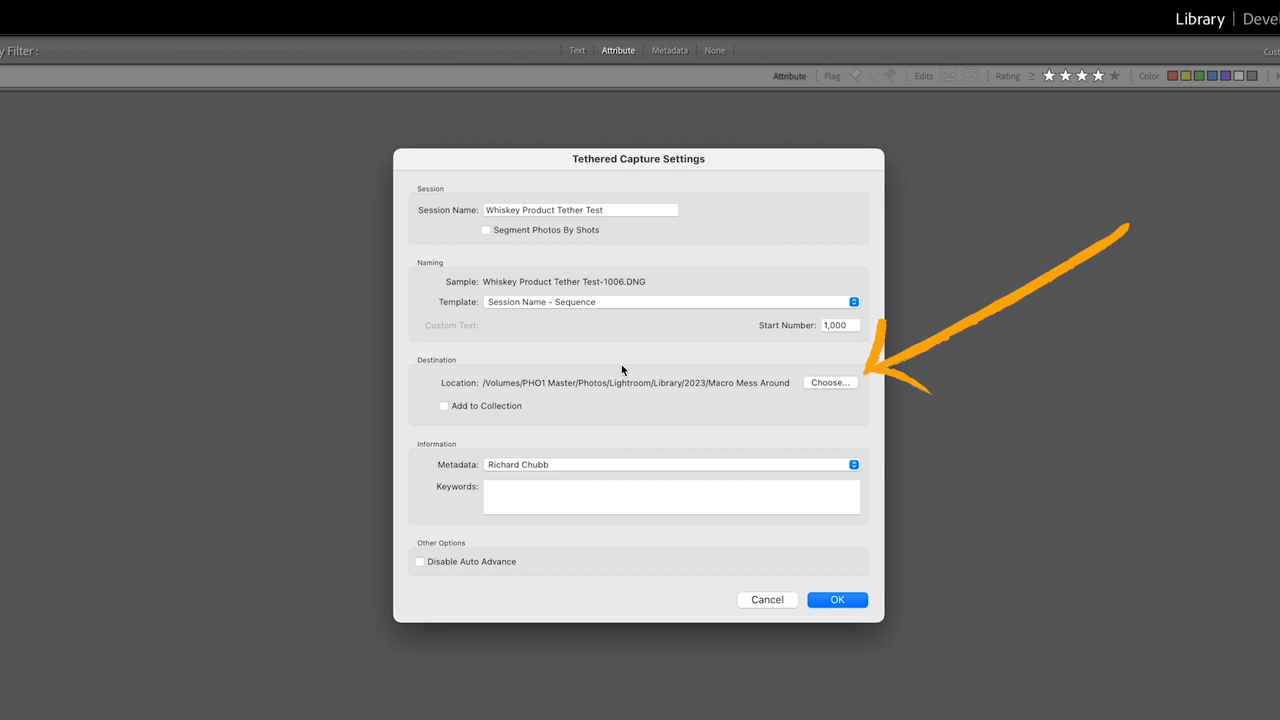 Library | Deve
y Filter :
Text | Attribute | Metadata | None
Cust
Attribute Flag Edits Rating ≥ Color
Tethered Capture Settings
Session
Session Name: Whiskey Product Tether Test
Segment Photos By Shots
Naming
Sample: Whiskey Product Tether Test-1006.DNG
Template: Session Name - Sequence
Custom Text: Start Number: 1,000
Destination
Location: /Volumes/PHO1 Master/Photos/Lightroom/Library/2023/Macro Mess Around Choose...
Add to Collection
Information
Metadata: Richard Chubb
Keywords:
Other Options
Disable Auto Advance
Cancel OK